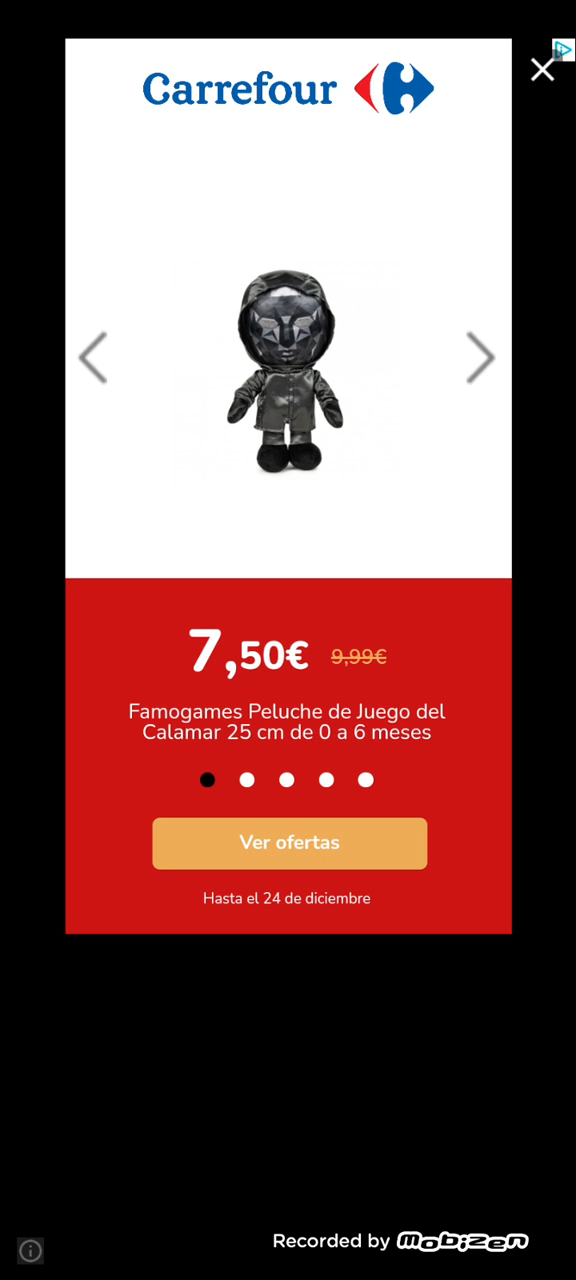 Carrefour
7,50€ 9,99€
Famogames Peluche de Juego del
Calamar 25 cm de 0 a 6 meses
Ver ofertas
Hasta el 24 de diciembre
Recorded by Mobizen